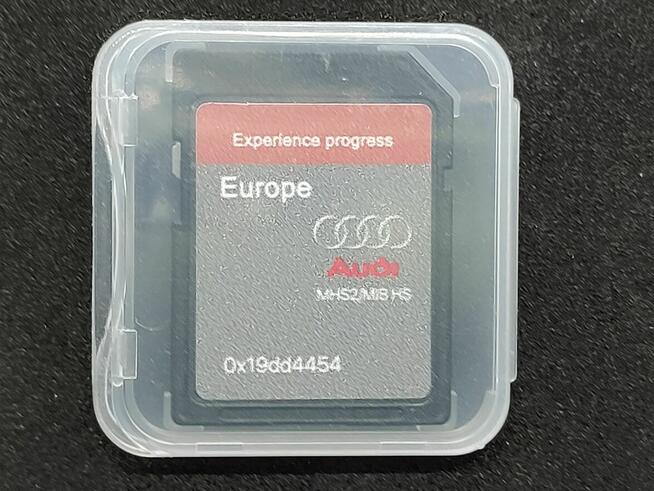 Experience progress
Europe
Audi
MHS2/MIB HS
0x19dd4454